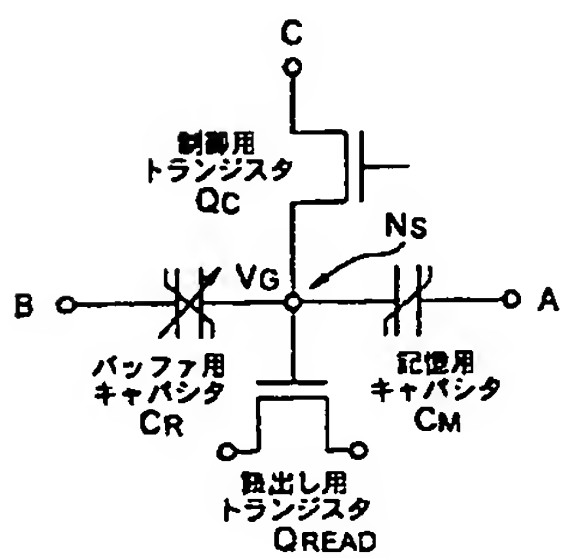 C
制御用
トランジスタ
QC
NS
VG
B
A
バッファ用
キャパシタ
CR
記憶用
キャパシタ
CM
読出し用
トランジスタ
QREAD